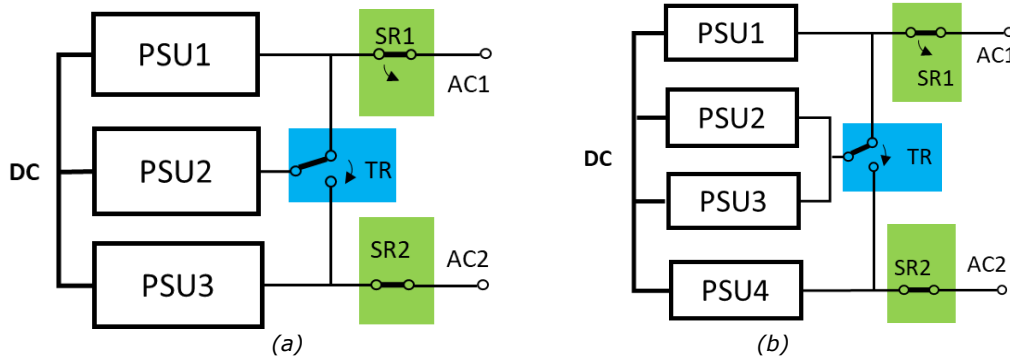 PSU1
SR1
AC1
DC
PSU2
TR
PSU3
SR2
AC2
(a)
PSU1
SR1
AC1
PSU2
DC
TR
PSU3
PSU4
SR2
AC2
(b)